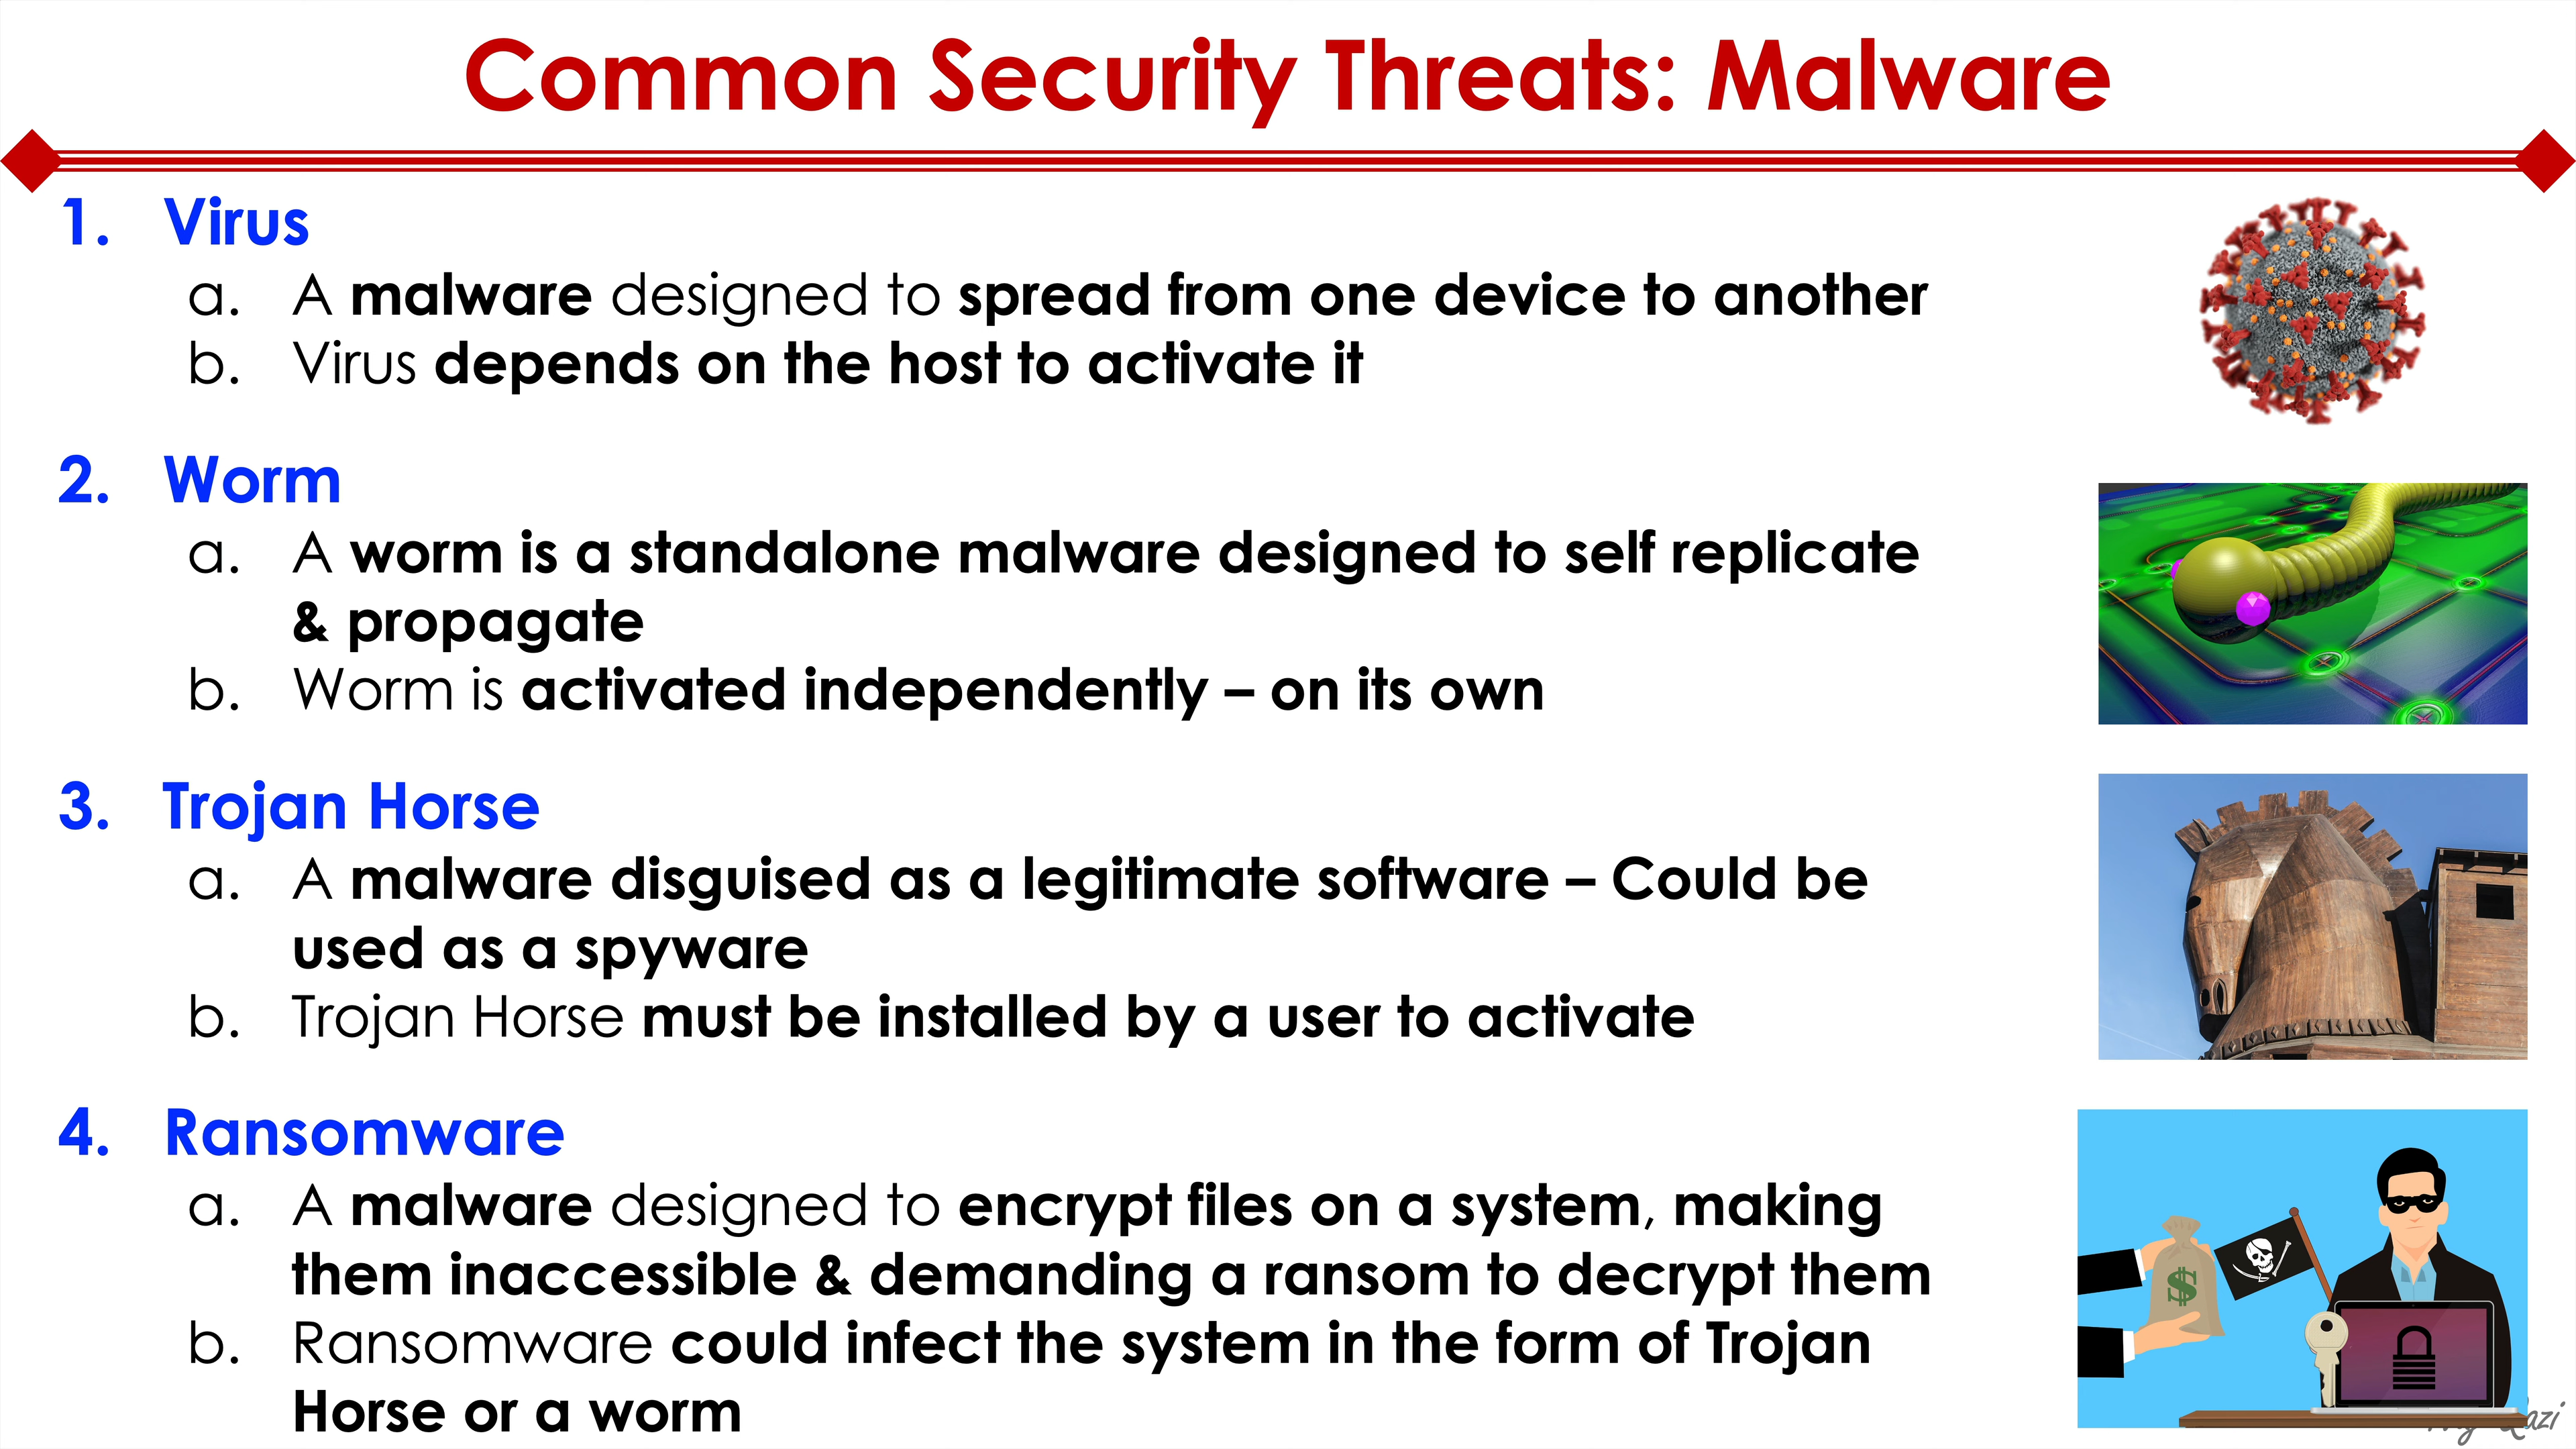 Common Security Threats: Malware
1. Virus
a. A malware designed to spread from one device to another
b. Virus depends on the host to activate it
2. Worm
a. A worm is a standalone malware designed to self replicate
& propagate
b. Worm is activated independently – on its own
3. Trojan Horse
a. A malware disguised as a legitimate software – Could be
used as a spyware
b. Trojan Horse must be installed by a user to activate
4. Ransomware
a. A malware designed to encrypt files on a system, making
them inaccessible & demanding a ransom to decrypt them
b. Ransomware could infect the system in the form of Trojan
Horse or a worm
$